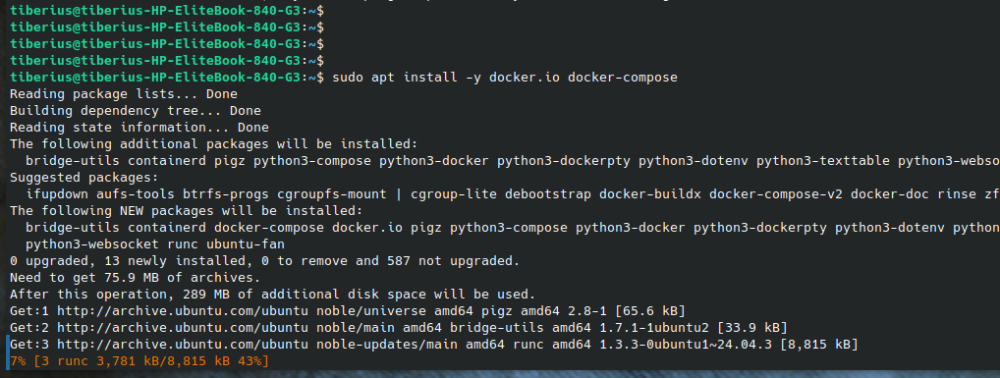 tiberius@tiberius-HP-EliteBook-840-G3:~$
tiberius@tiberius-HP-EliteBook-840-G3:~$
tiberius@tiberius-HP-EliteBook-840-G3:~$
tiberius@tiberius-HP-EliteBook-840-G3:~$
tiberius@tiberius-HP-EliteBook-840-G3:~$ sudo apt install -y docker.io docker-compose
Reading package lists... Done
Building dependency tree... Done
Reading state information... Done
The following additional packages will be installed:
  bridge-utils containerd pigz python3-compose python3-docker python3-dockerpty python3-dotenv python3-texttable python3-webso
Suggested packages:
  ifupdown aufs-tools btrfs-progs cgroupfs-mount | cgroup-lite debootstrap docker-buildx docker-compose-v2 docker-doc rinse zf
The following NEW packages will be installed:
  bridge-utils containerd docker-compose docker.io pigz python3-compose python3-docker python3-dockerpty python3-dotenv python
  python3-websocket runc ubuntu-fan
0 upgraded, 13 newly installed, 0 to remove and 587 not upgraded.
Need to get 75.9 MB of archives.
After this operation, 289 MB of additional disk space will be used.
Get:1 http://archive.ubuntu.com/ubuntu noble/universe amd64 pigz amd64 2.8-1 [65.6 kB]
Get:2 http://archive.ubuntu.com/ubuntu noble/main amd64 bridge-utils amd64 1.7.1-1ubuntu2 [33.9 kB]
Get:3 http://archive.ubuntu.com/ubuntu noble-updates/main amd64 runc amd64 1.3.3-0ubuntu1~24.04.3 [8,815 kB]
7% [3 runc 3,781 kB/8,815 kB 43%]